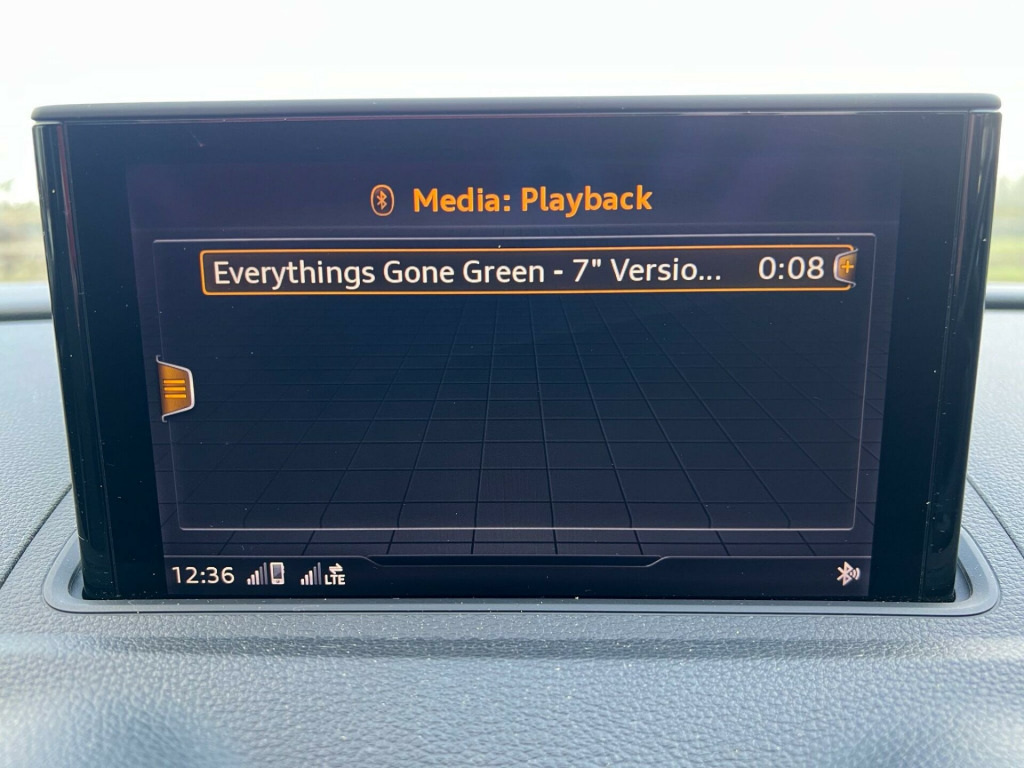 Media: Playback
Everythings Gone Green - 7" Versio... 0:08
12:36 LTE